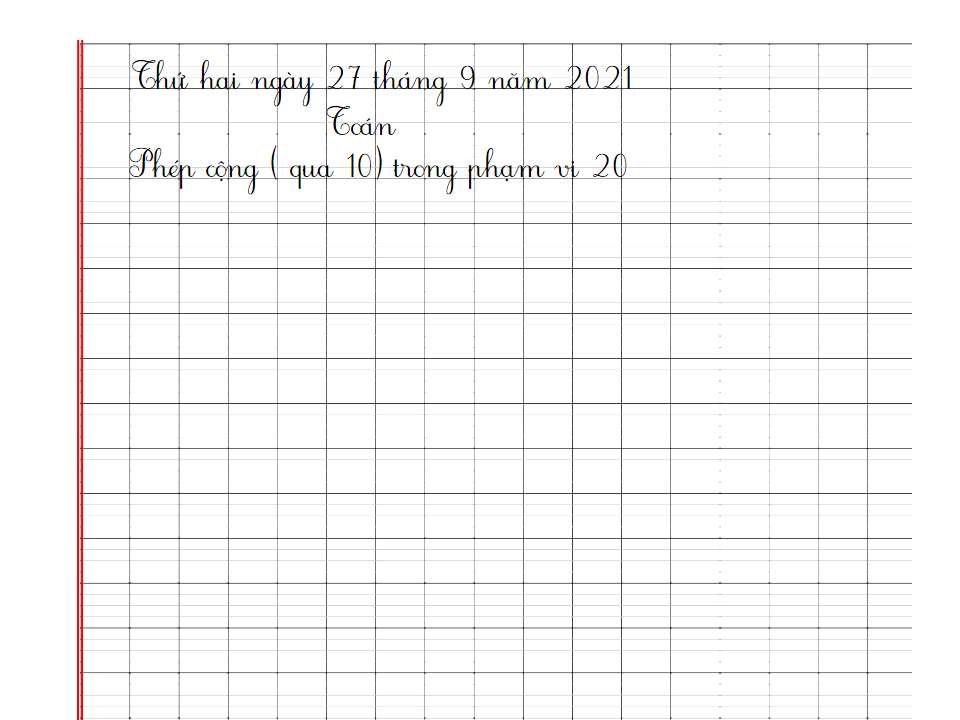 Thứ hai ngày 27 tháng 9 năm 2021
Toán
Phép cộng ( qua 10) trong phạm vi 20